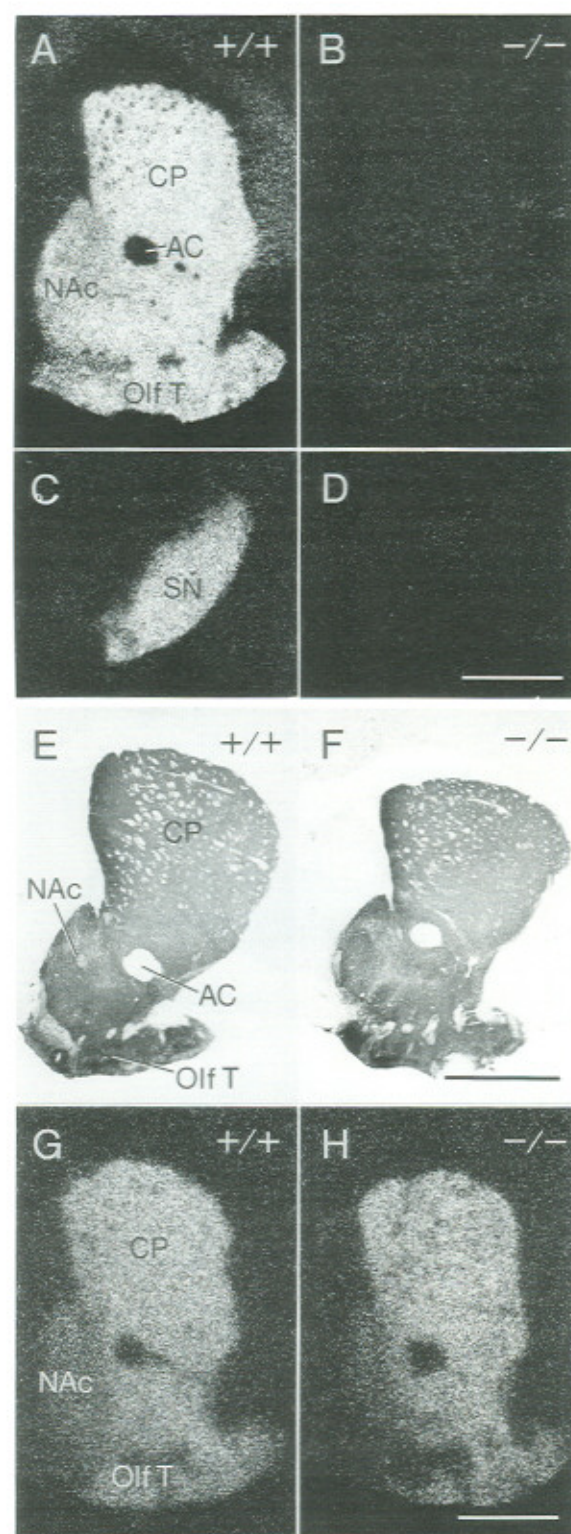 A +/+ B −/−
CP
AC
NAc
Olf T
C D
SN
E +/+ F −/−
CP
NAc
AC
Olf T
G +/+ H −/−
CP
NAc
Olf T